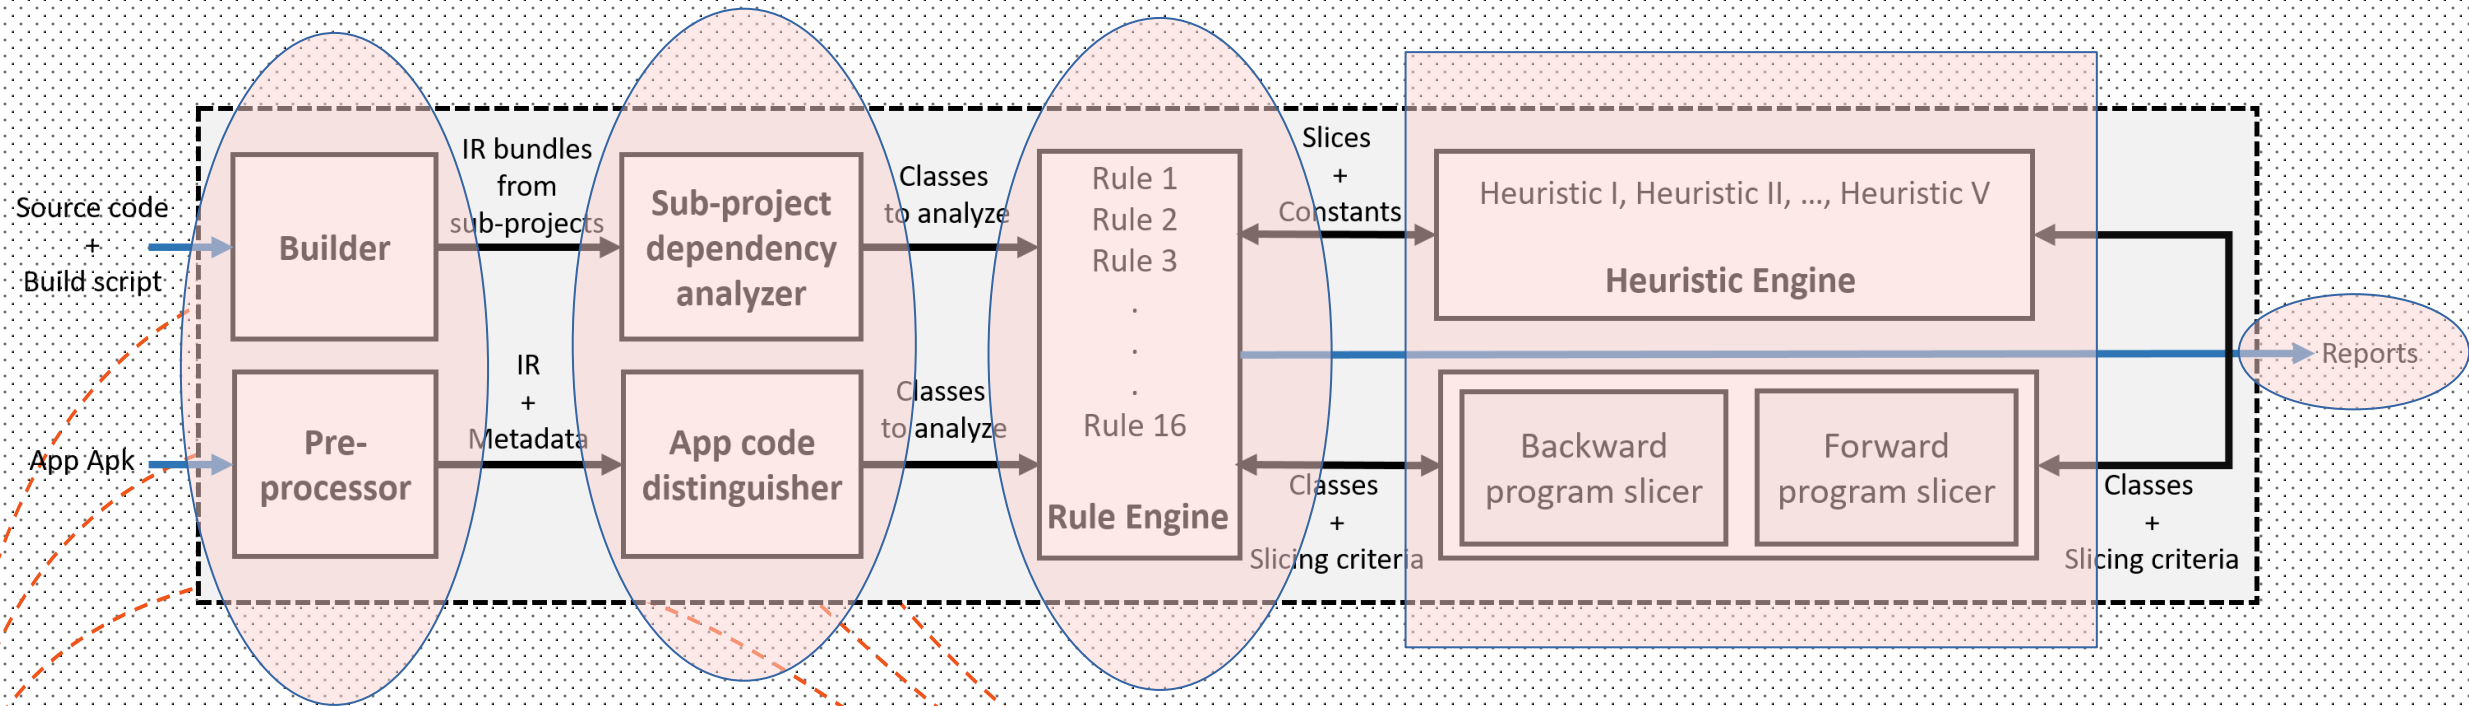 Source code
+
Build script
App Apk
Builder
Pre-
processor
IR bundles
from
sub-projects
IR
+
Metadata
Sub-project
dependency
analyzer
App code
distinguisher
Classes
to analyze
Classes
to analyze
Rule 1
Rule 2
Rule 3
.
.
.
Rule 16
Rule Engine
Slices
+
Constants
Classes
+
Slicing criteria
Heuristic I, Heuristic II, ..., Heuristic V
Heuristic Engine
Backward
program slicer
Forward
program slicer
Classes
+
Slicing criteria
Reports